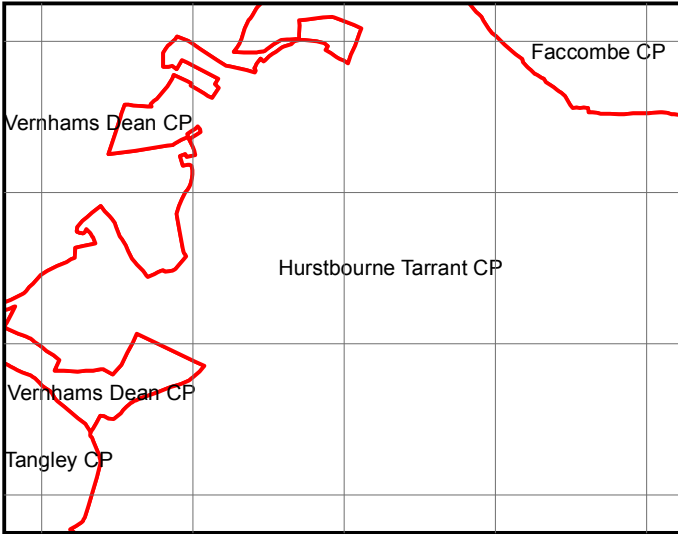 Faccombe CP
Vernhams Dean CP
Hurstbourne Tarrant CP
Vernhams Dean CP
Tangley CP